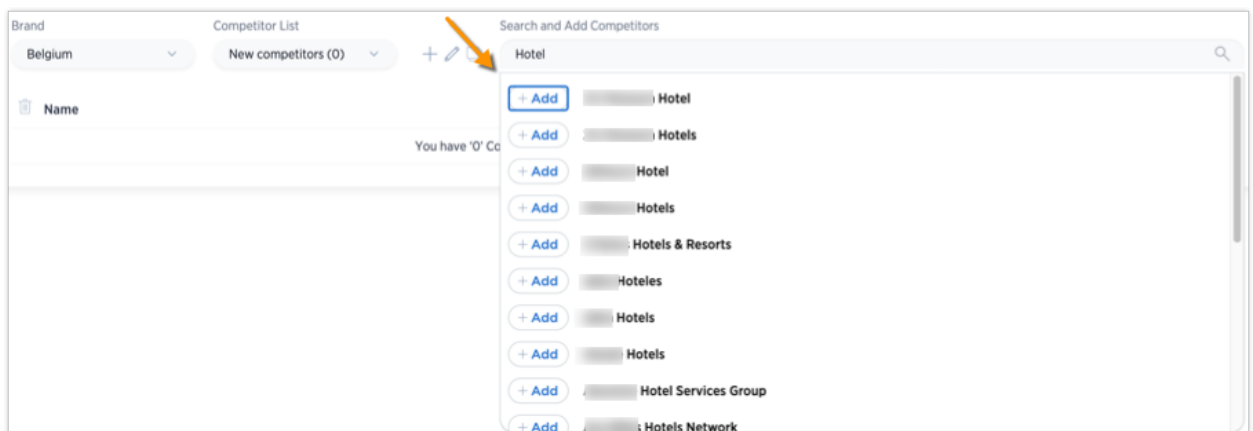 Brand
Competitor List
Search and Add Competitors
Belgium
New competitors (0)
Hotel
Name
You have '0' Co
+ Add Hotel
+ Add Hotels
+ Add Hotel
+ Add Hotels
+ Add Hotels & Resorts
+ Add Hoteles
+ Add Hotels
+ Add Hotels
+ Add Hotel Services Group
+ Add Hotels Network